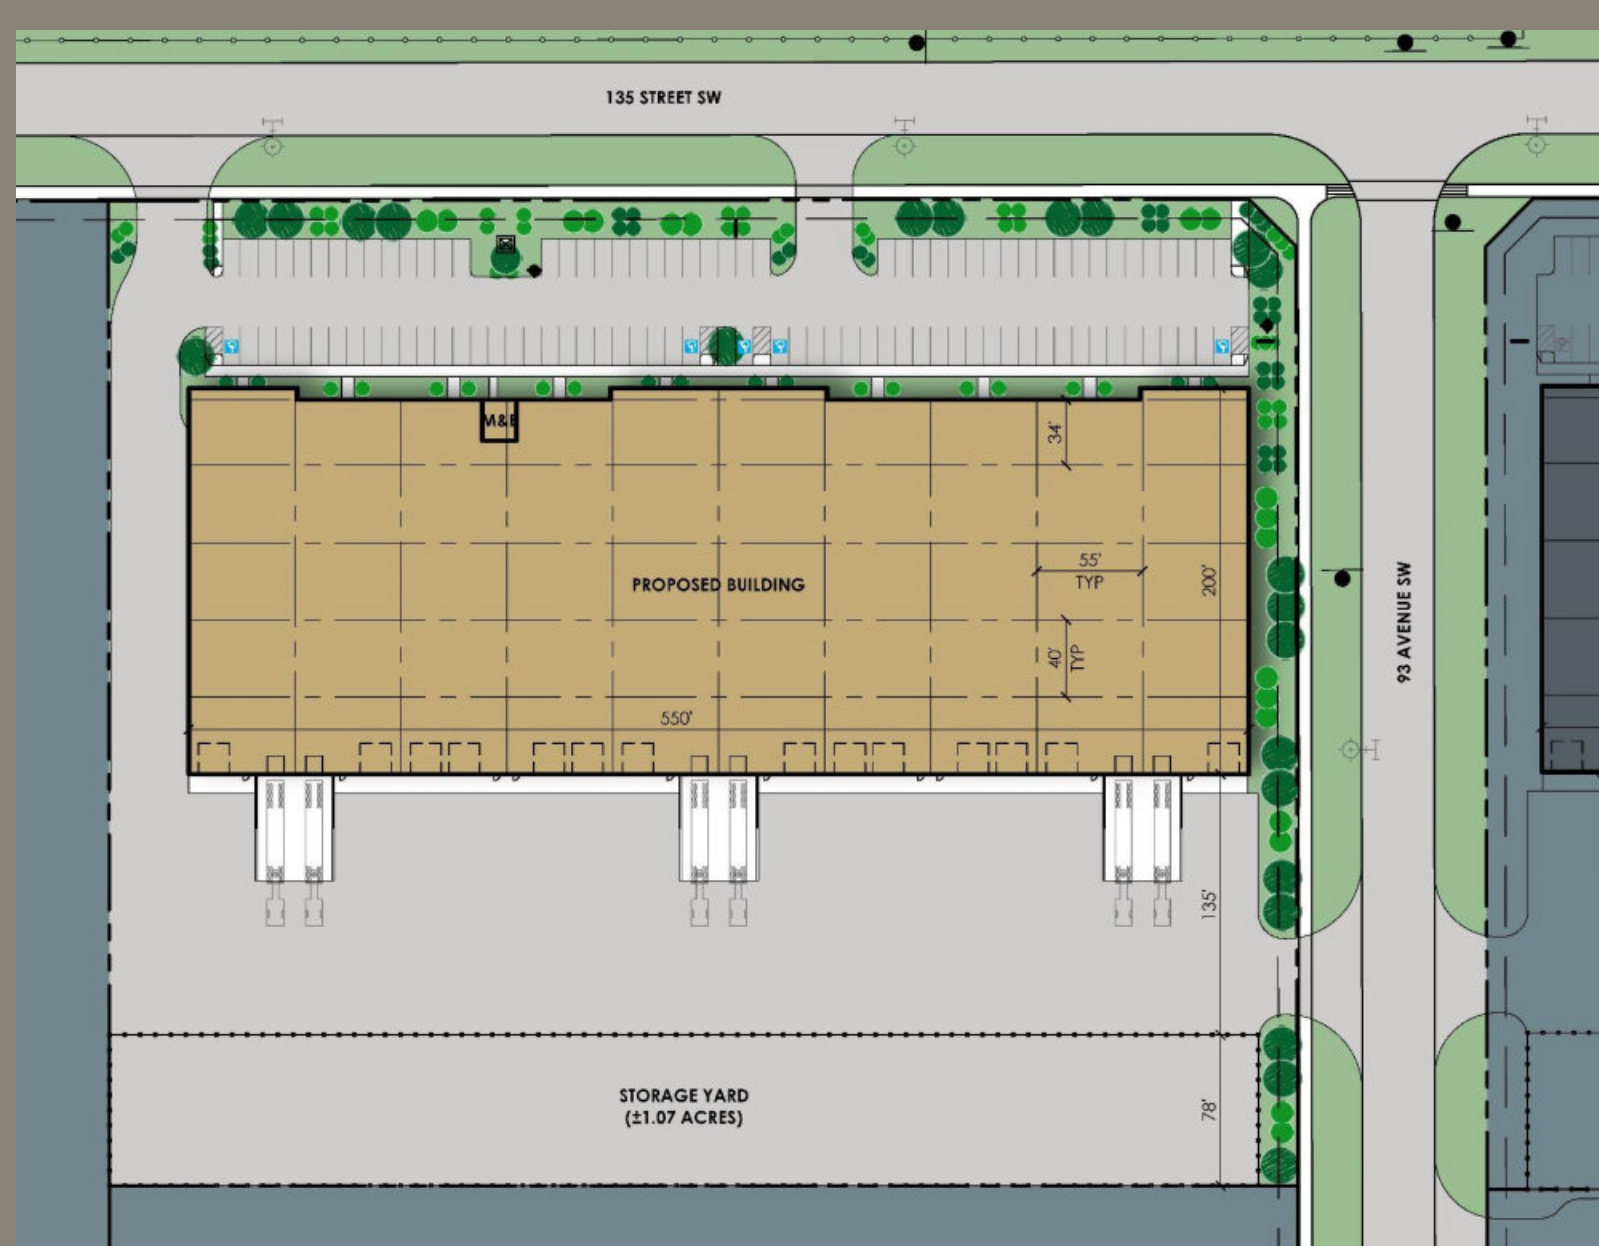 135 STREET SW
M&E
34'
55'
TYP
200'
PROPOSED BUILDING
93 AVENUE SW
40'
TYP
550'
135'
STORAGE YARD
(±1.07 ACRES)
78'